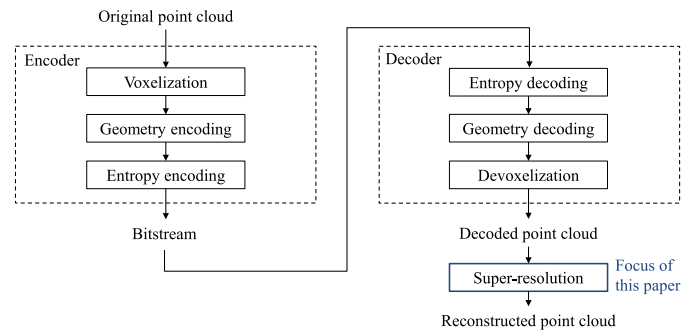 Original point cloud
Encoder
Voxelization
Geometry encoding
Entropy encoding
Bitstream
Decoder
Entropy decoding
Geometry decoding
Devoxelization
Decoded point cloud
Super-resolution
Focus of
this paper
Reconstructed point cloud